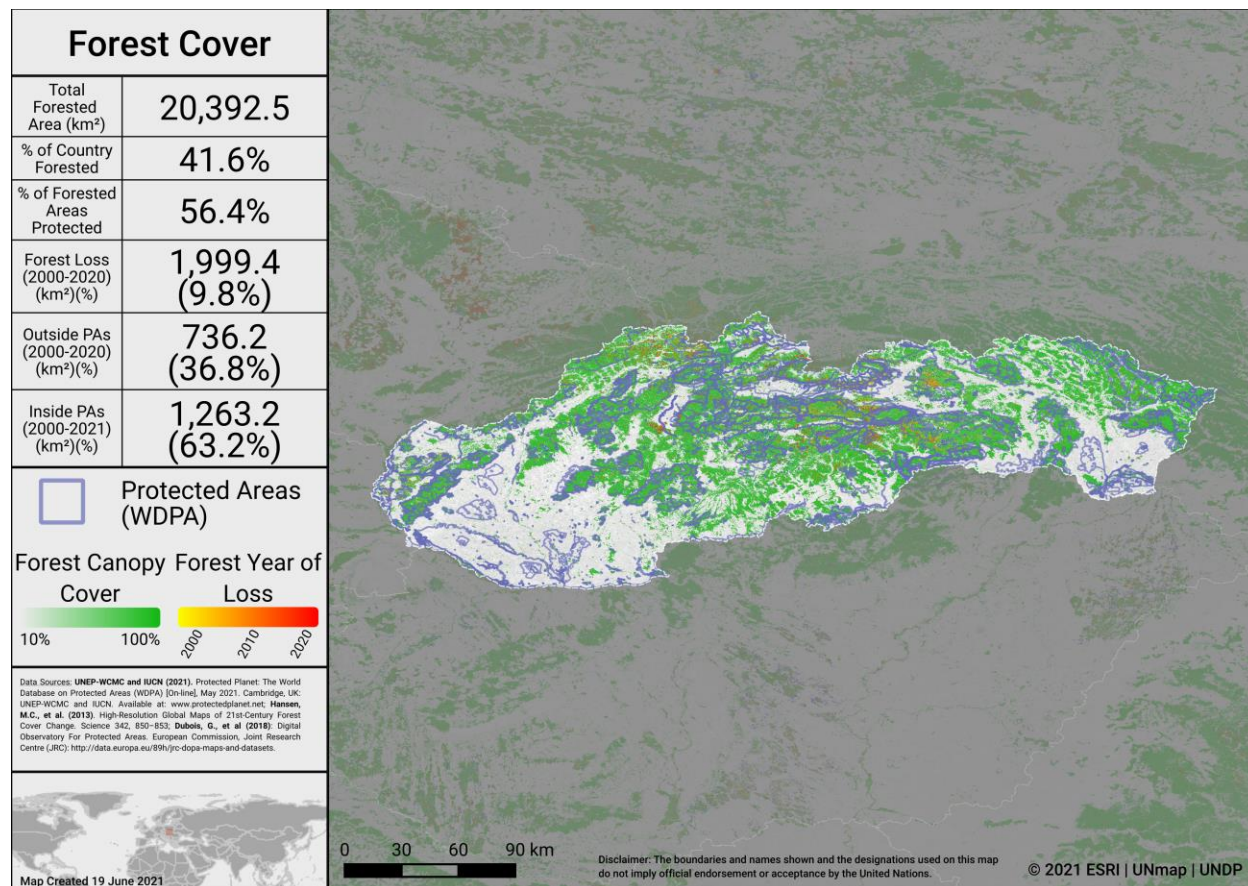 Forest Cover
Total
Forested
Area (km²)
20,392.5
% of Country
Forested
41.6%
% of Forested
Areas
Protected
56.4%
Forest Loss
(2000-2020)
(km²)(%)
1,999.4
(9.8%)
Outside PAs
(2000-2020)
(km²)(%)
736.2
(36.8%)
Inside PAs
(2000-2021)
(km²)(%)
1,263.2
(63.2%)
Protected Areas
(WDPA)
Forest Canopy
Cover
10%
100%
Forest Year of
Loss
2000
2010
2020
Data Sources: UNEP-WCMC and IUCN (2021). Protected Planet: The World
Database on Protected Areas (WDPA) [On-line], May 2021. Cambridge, UK:
UNEP-WCMC and IUCN. Available at: www.protectedplanet.net; Hansen,
M.C., et al. (2013). High-Resolution Global Maps of 21st-Century Forest
Cover Change. Science 342, 850–853; Dubois, G., et al (2018): Digital
Observatory For Protected Areas. European Commission, Joint Research
Centre (JRC): http://data.europa.eu/89h/jrc-dopa-maps-and-datasets.
Map Created 19 June 2021
0 30 60 90 km
Disclaimer: The boundaries and names shown and the designations used on this map
do not imply official endorsement or acceptance by the United Nations.
© 2021 ESRI | UNmap | UNDP